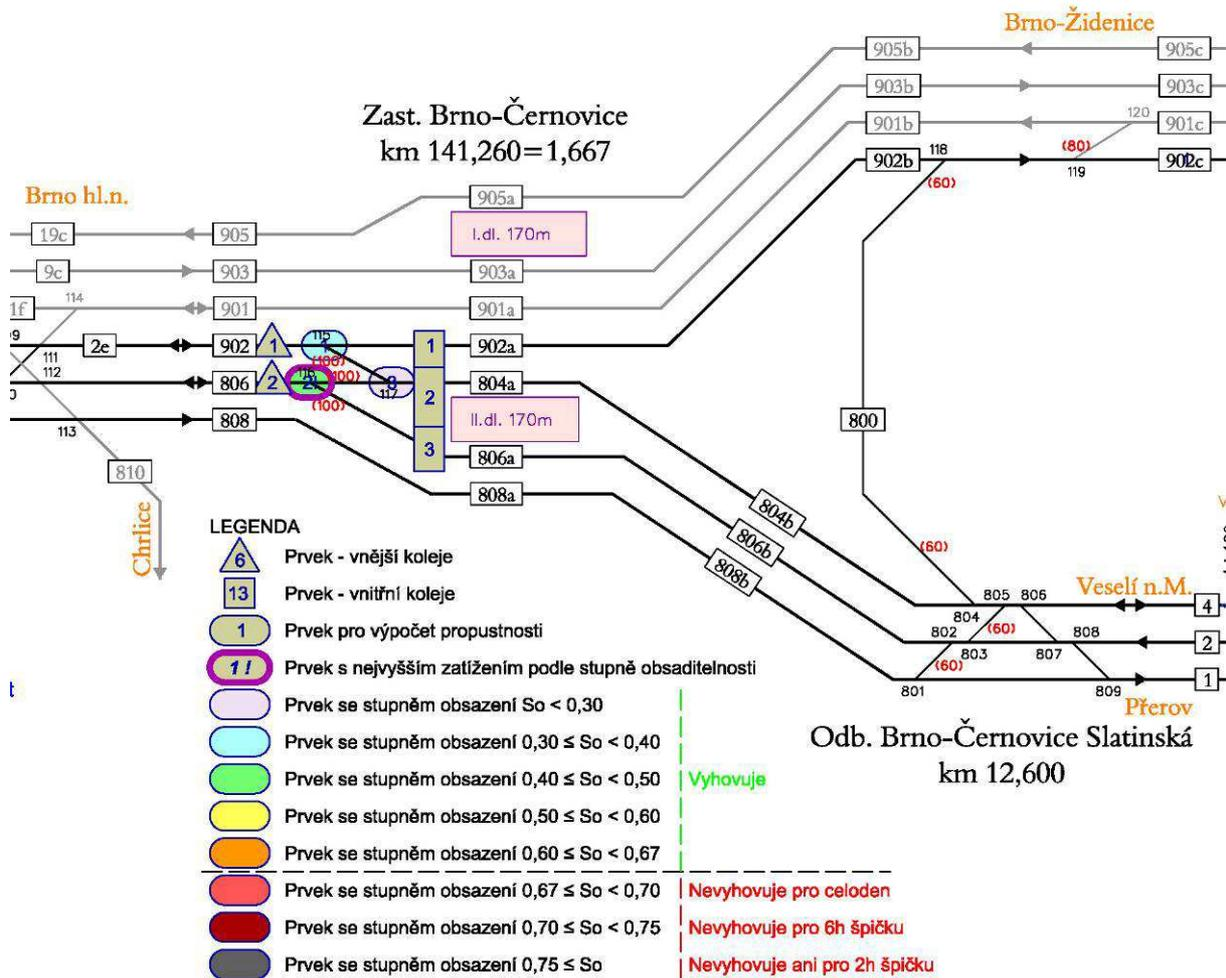 Brno-Židenice
905b
905c
903b
903c
Zast. Brno-Černovice
km 141,260=1,667
901b
120
901c
118
(80)
902b
119
902c
(60)
Brno hl.n.
905a
19c
905
I.dl. 170m
9c
903
903a
1f
114
901
901a
2e
902
1
115
1
1
902a
111
(100)
112
806
2
116
2!
(100)
3
117
2
804a
(100)
II.dl. 170m
113
808
3
806a
800
810
808a
Chrlice
804b
806b
808b
(60)
LEGENDA
6 Prvek - vnější koleje
13 Prvek - vnitřní koleje
1 Prvek pro výpočet propustnosti
1! Prvek s nejvyšším zatížením podle stupně obsaditelnosti
Prvek se stupněm obsazení So < 0,30
Prvek se stupněm obsazení 0,30 ≤ So < 0,40
Prvek se stupněm obsazení 0,40 ≤ So < 0,50
Vyhovuje
Prvek se stupněm obsazení 0,50 ≤ So < 0,60
Prvek se stupněm obsazení 0,60 ≤ So < 0,67
Prvek se stupněm obsazení 0,67 ≤ So < 0,70
Nevyhovuje pro celoden
Prvek se stupněm obsazení 0,70 ≤ So < 0,75
Nevyhovuje pro 6h špičku
Prvek se stupněm obsazení 0,75 ≤ So
Nevyhovuje ani pro 2h špičku
Veselí n.M.
805
806
804
4
(60)
802
803
808
807
2
(60)
801
809
1
Přerov
Odb. Brno-Černovice Slatinská
km 12,600